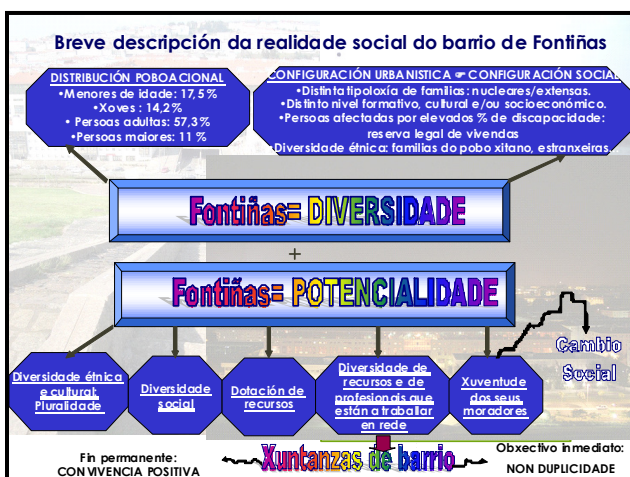 Breve descripción da realidade social do barrio de Fontiñas
DISTRIBUCIÓN POBOACIONAL
•Menores de idade: 17,5%
•Xoves : 14,2%
• Persoas adultas: 57,3%
•Persoas maiores: 11 %
CONFIGURACIÓN URBANISTICA ☞ CONFIGURACIÓN SOCIAL
•Distinta tipoloxía de familias: nucleares/extensas.
•Distinto nivel formativo, cultural e/ou socioeconómico.
•Persoas afectadas por elevados % de discapacidade:
reserva legal de vivendas
•Diversidade étnica: familias do pobo xitano, estranxeiras.
Fontiñas= DIVERSIDADE
+
Fontiñas= POTENCIALIDADE
Cambio
Social
Diversidade étnica
e cultural:
Pluralidade
Diversidade
social
Dotación de
recursos
Diversidade de
recursos e de
profesionais que
están a traballar
en rede
Xuventude
dos seus
moradores
Fin permanente:
CONVIVENCIA POSITIVA
Xuntanzas de barrio
Obxectivo inmediato:
NON DUPLICIDADE